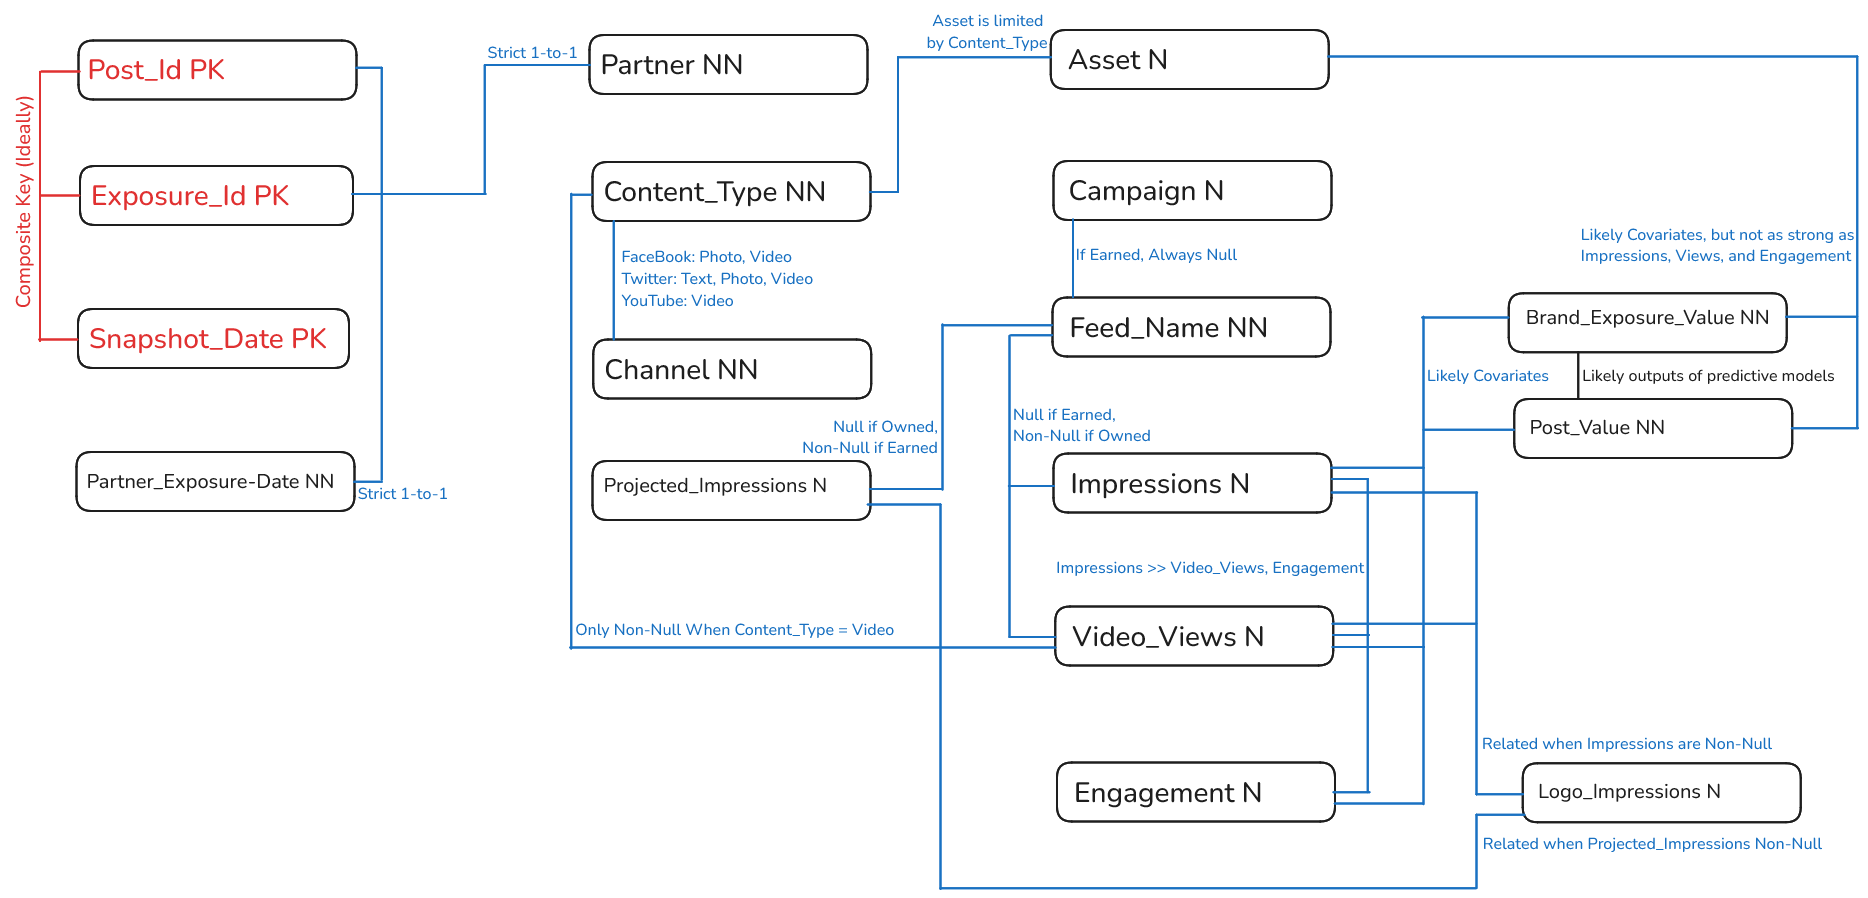 Composite Key (Ideally)
Post_Id PK
Exposure_Id PK
Snapshot_Date PK
Partner_Exposure-Date NN
Strict 1-to-1
Strict 1-to-1
Partner NN
Content_Type NN
FaceBook: Photo, Video
Twitter: Text, Photo, Video
YouTube: Video
Channel NN
Null if Owned,
Non-Null if Earned
Projected_Impressions N
Only Non-Null When Content_Type = Video
Asset is limited
by Content_Type
Asset N
Campaign N
If Earned, Always Null
Feed_Name NN
Null if Earned,
Non-Null if Owned
Impressions N
Impressions >> Video_Views, Engagement
Video_Views N
Engagement N
Likely Covariates, but not as strong as
Impressions, Views, and Engagement
Brand_Exposure_Value NN
Likely Covariates
Likely outputs of predictive models
Post_Value NN
Related when Impressions are Non-Null
Logo_Impressions N
Related when Projected_Impressions Non-Null